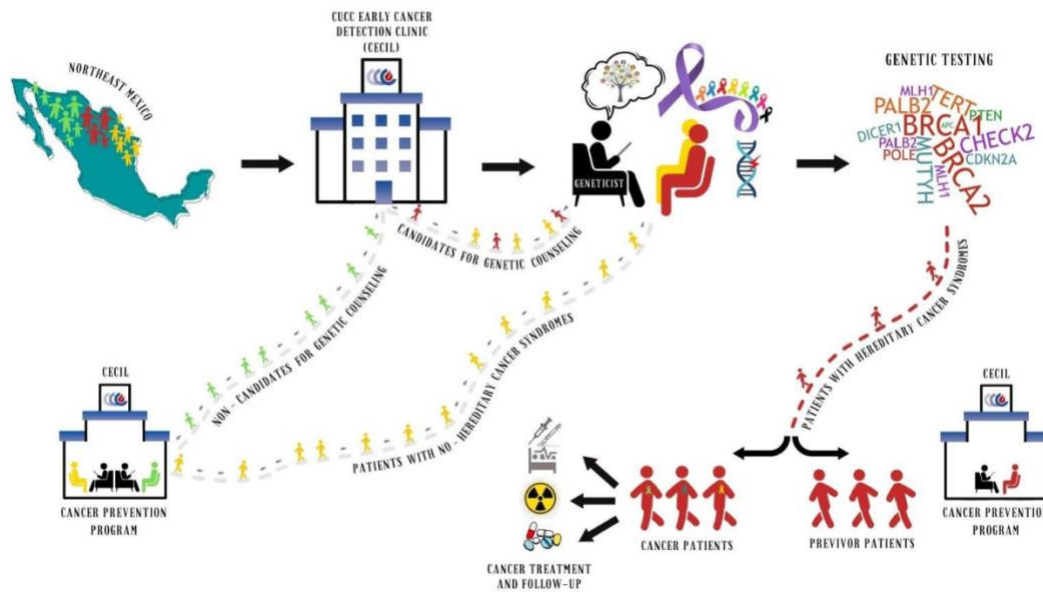 CUCC EARLY CANCER
DETECTION CLINIC
(CECIL)
NORTHEAST MEXICO
GENETICIST
GENETIC TESTING
MLH1
TERT
PALB2
PTEN
APC
BRCA1
DICER1
CHECK2
PALB2
POLE
CDKN2A
MUTYH
MLH1
BRCA2
CANDIDATES FOR GENETIC COUNSELING
NON-CANDIDATES FOR GENETIC COUNSELING
PATIENTS WITH NO-HEREDITARY CANCER SYNDROMES
PATIENTS WITH HEREDITARY CANCER SYNDROMES
CECIL
CANCER PREVENTION
PROGRAM
CANCER TREATMENT
AND FOLLOW-UP
CANCER PATIENTS
PREVIVOR PATIENTS
CECIL
CANCER PREVENTION
PROGRAM